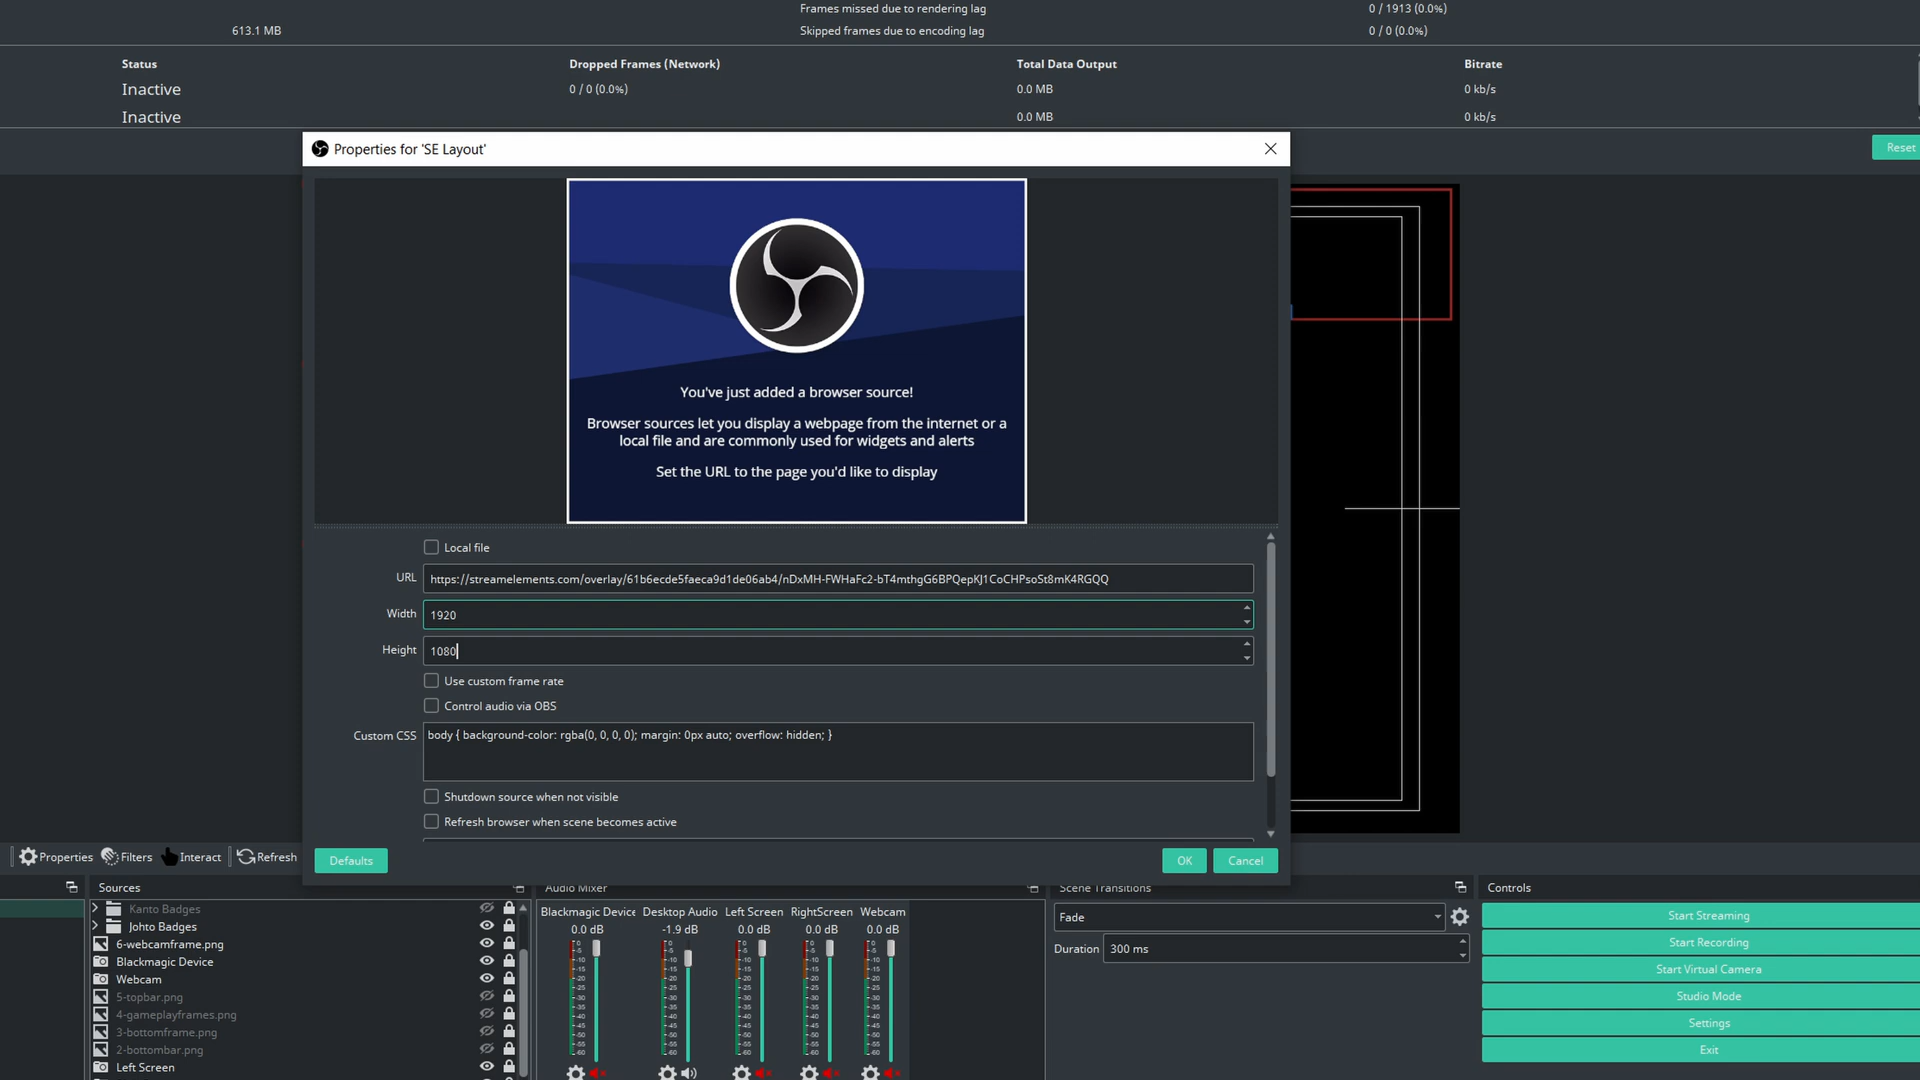 Frames missed due to rendering lag
0 / 1913 (0.0%)
613.1 MB
Skipped frames due to encoding lag
0 / 0 (0.0%)
Status
Dropped Frames (Network)
Total Data Output
Bitrate
Inactive
0 / 0 (0.0%)
0.0 MB
0 kb/s
Inactive
0.0 MB
0 kb/s
Properties for 'SE Layout'
Reset
You've just added a browser source!
Browser sources let you display a webpage from the internet or a
local file and are commonly used for widgets and alerts
Set the URL to the page you'd like to display
Local file
URL
https://streamelements.com/overlay/61b6ecde5faeca9d1de06ab4/nDxMH-FWHaFc2-bT4mthgG6BPQepKJ1CoCHPsoSt8mK4RGQQ
Width
1920
Height
1080
Use custom frame rate
Control audio via OBS
Custom CSS
body { background-color: rgba(0, 0, 0, 0); margin: 0px auto; overflow: hidden; }
Shutdown source when not visible
Refresh browser when scene becomes active
Defaults
OK
Cancel
Properties
Filters
Interact
Refresh
Sources
Kanto Badges
Johto Badges
6-webcamframe.png
Blackmagic Device
Webcam
5-topbar.png
4-gameplayframes.png
3-bottomframe.png
2-bottombar.png
Left Screen
Audio Mixer
Blackmagic Device
Desktop Audio
Left Screen
RightScreen
Webcam
0.0 dB
-1.9 dB
0.0 dB
0.0 dB
0.0 dB
Scene Transitions
Fade
Duration
300 ms
Controls
Start Streaming
Start Recording
Start Virtual Camera
Studio Mode
Settings
Exit